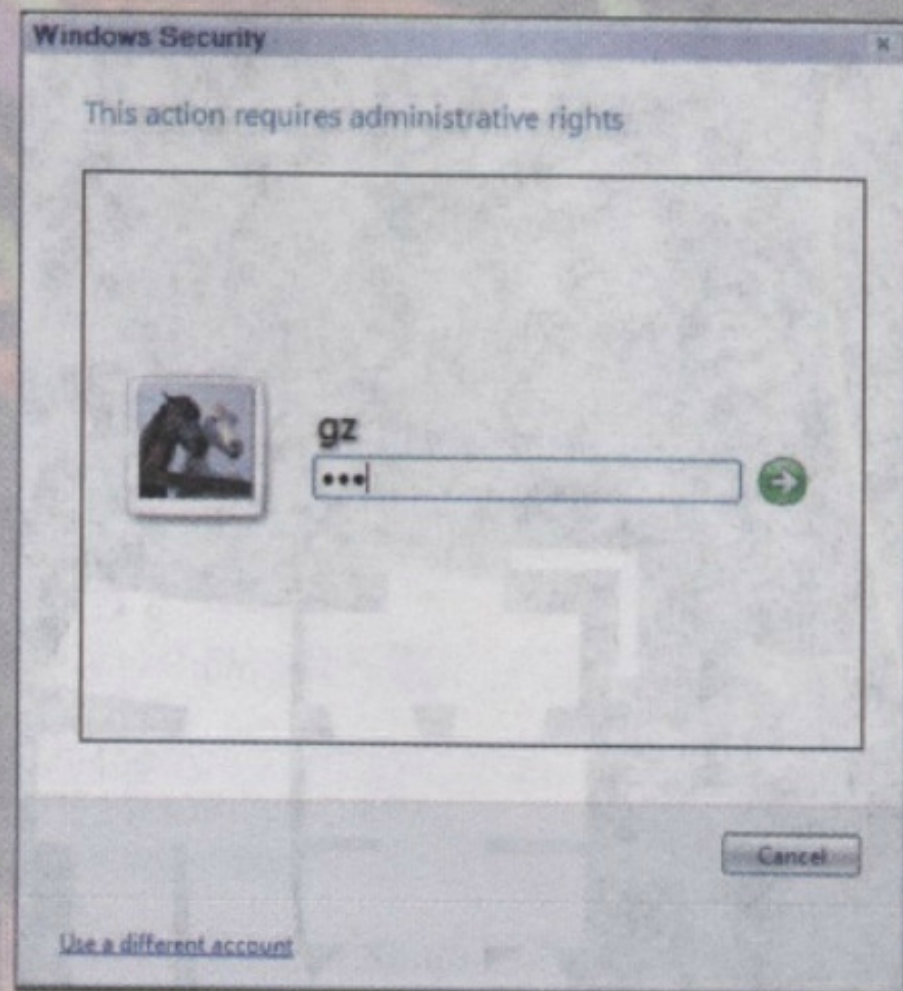 Windows Security
This action requires administrative rights
gz
•••
Cancel
Use a different account